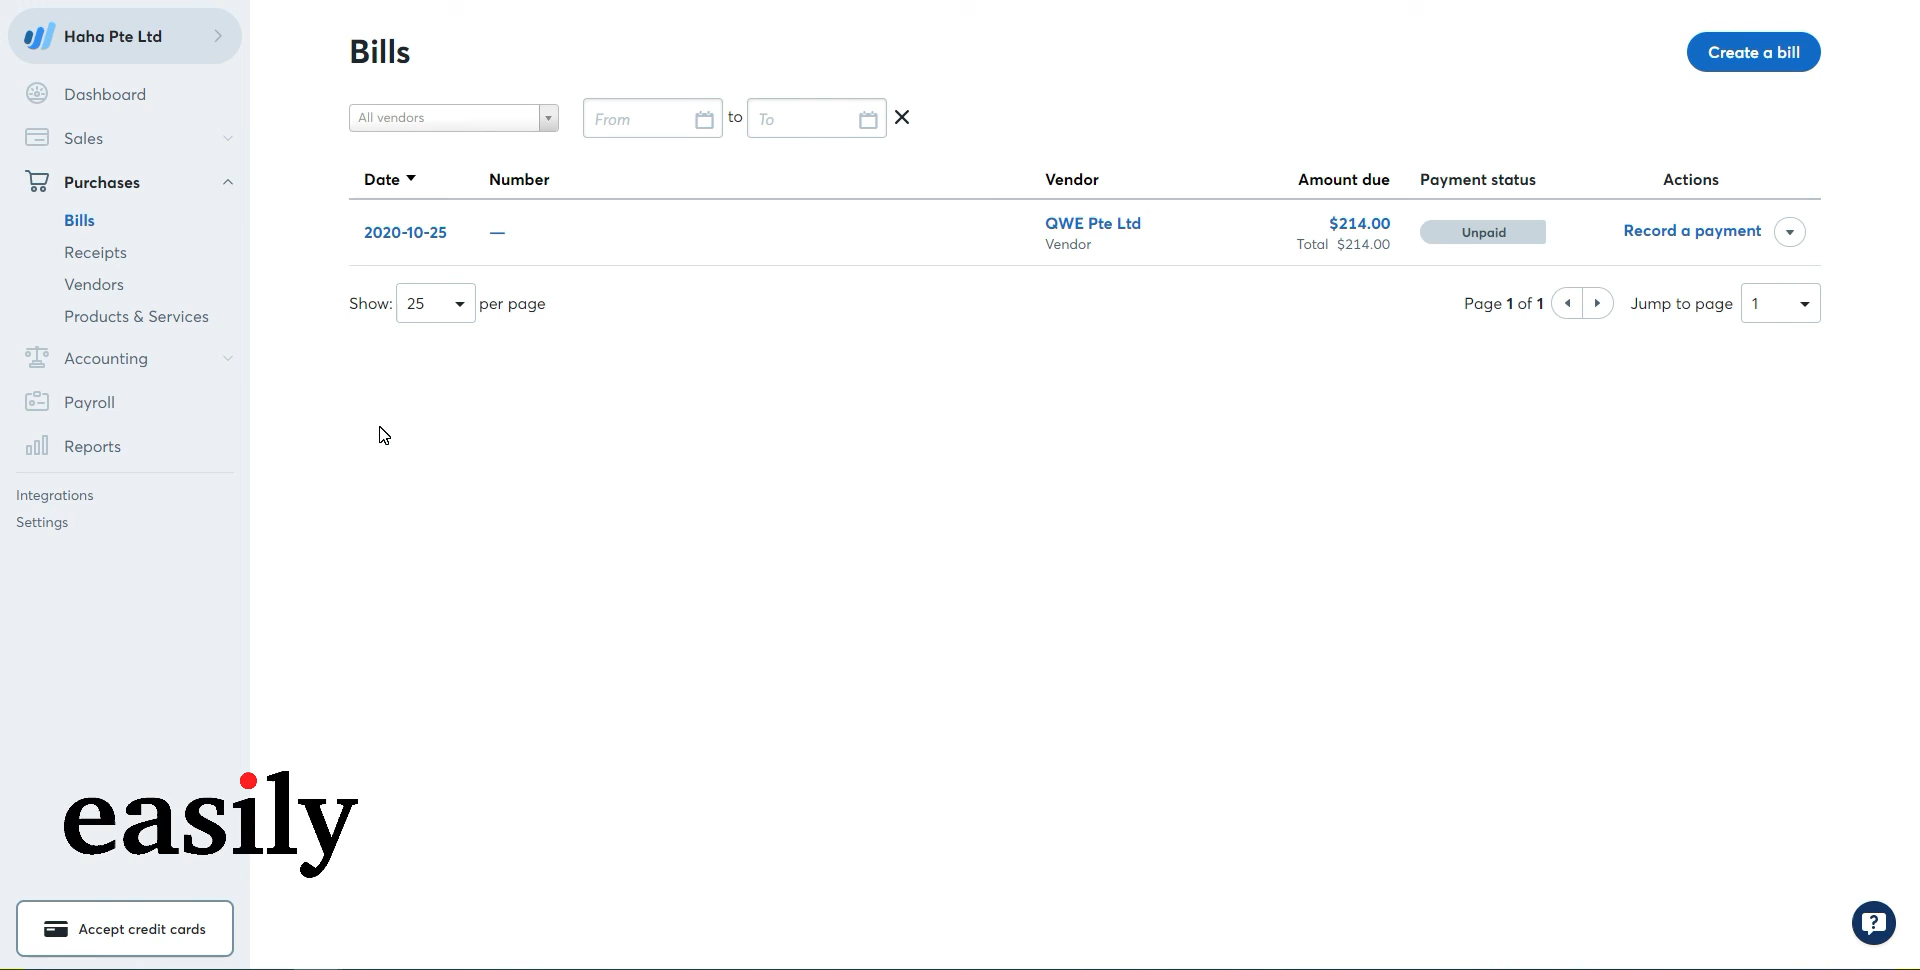 Haha Pte Ltd
Dashboard
Sales
Purchases
Bills
Receipts
Vendors
Products & Services
Accounting
Payroll
Reports
Integrations
Settings
easily
Accept credit cards
Bills
Create a bill
All vendors
From to To
Date Number Vendor Amount due Payment status Actions
2020-10-25 — QWE Pte Ltd $214.00 Unpaid Record a payment
Vendor Total $214.00
Show: 25 per page Page 1 of 1 Jump to page 1